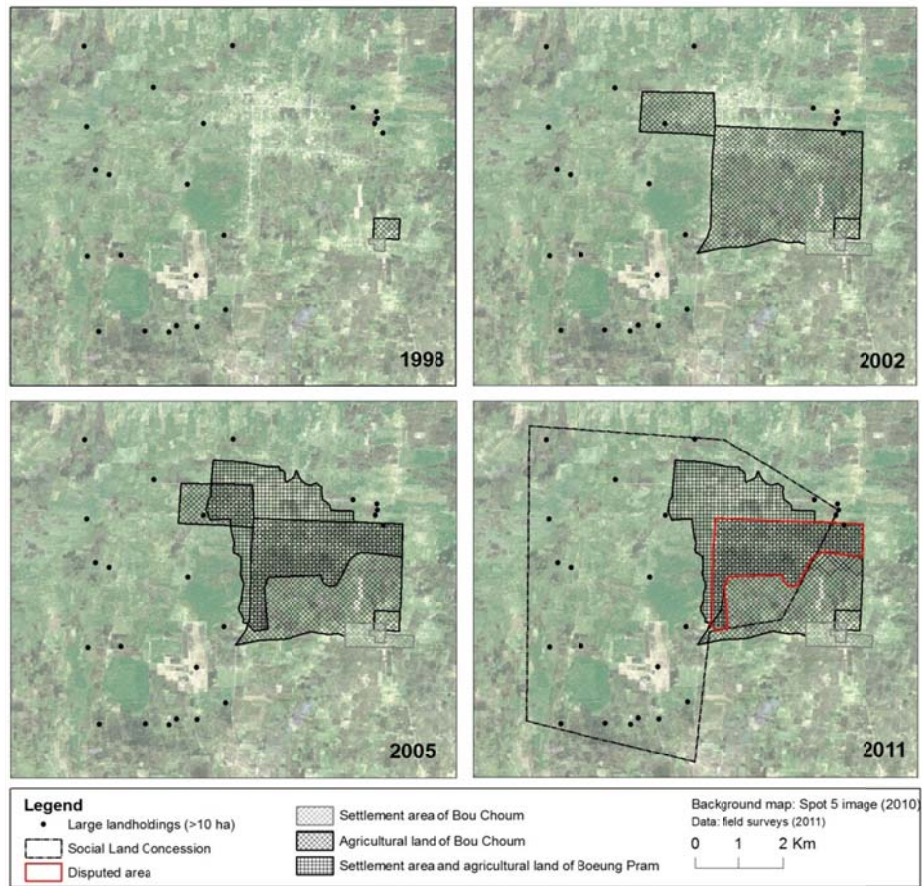 1998
2002
2005
2011
Legend
Large landholdings (>10 ha)
Social Land Concession
Disputed area
Settlement area of Bou Choum
Agricultural land of Bou Choum
Settlement area and agricultural land of Boeung Pram
Background map: Spot 5 image (2010)
Data: field surveys (2011)
0 1 2 Km